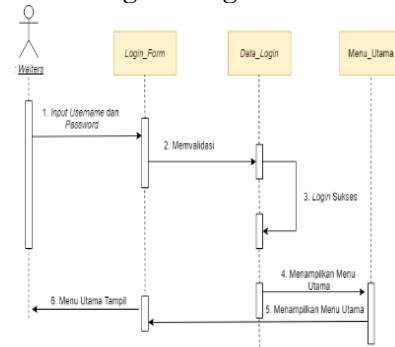 Login_Form
Data_Login
Menu_Utama
: Waiters
1. Input Username dan
Password
2. Memvalidasi
3. Login Sukses
4. Menampilkan Menu
Utama
5. Menampilkan Menu Utama
6. Menu Utama Tampil